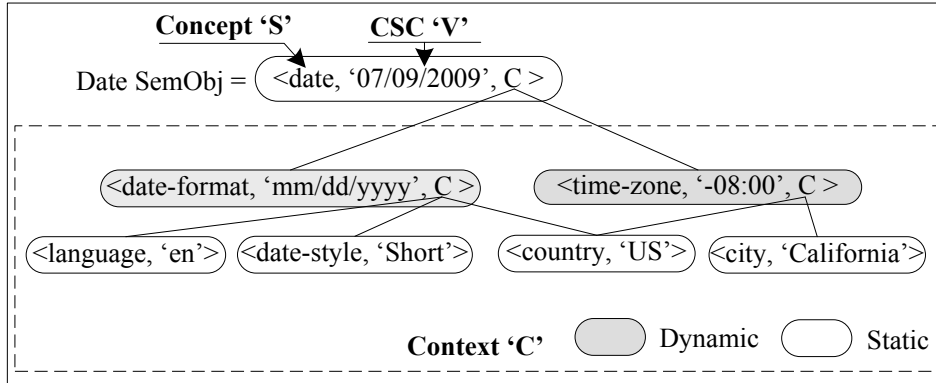 Concept ‘S’ CSC ‘V’
Date SemObj = <date, ‘07/09/2009’, C >
<date-format, ‘mm/dd/yyyy’, C > <time-zone, ‘-08:00’, C >
<language, ‘en’> <date-style, ‘Short’> <country, ‘US’> <city, ‘California’>
Context ‘C’ Dynamic Static